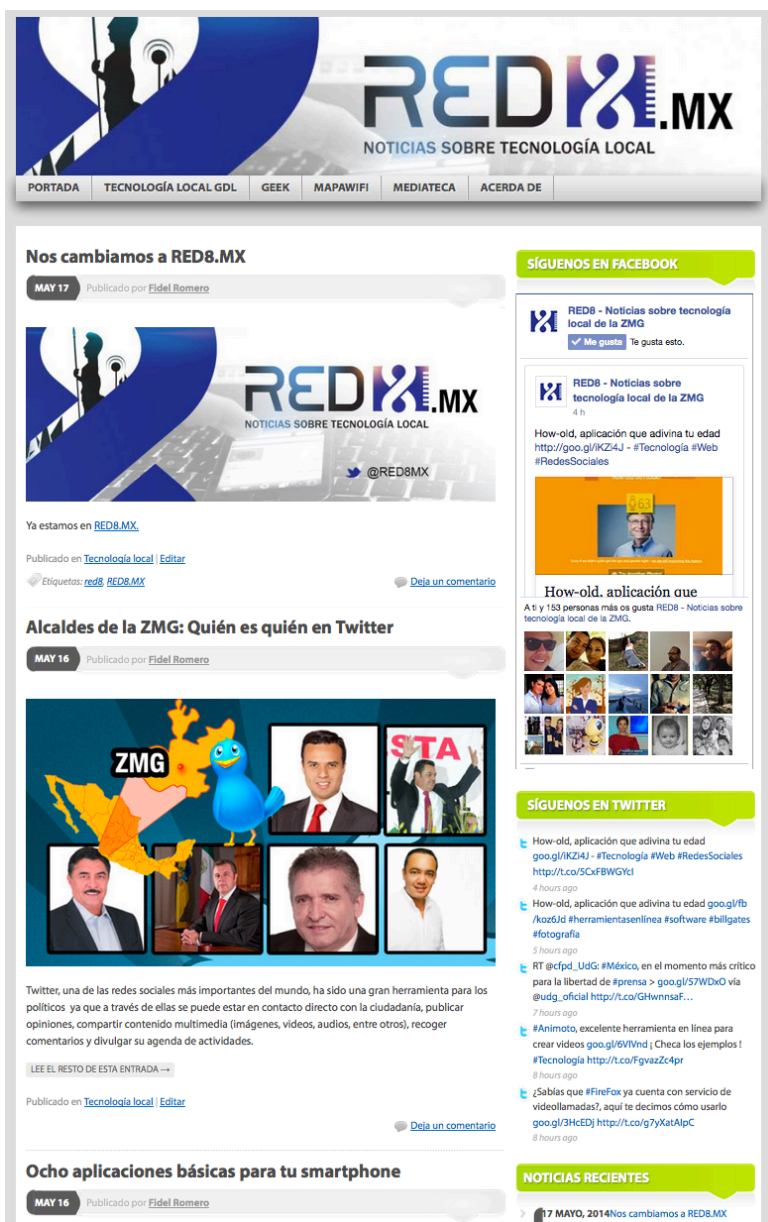 RED8.MX
NOTICIAS SOBRE TECNOLOGÍA LOCAL
PORTADA
TECNOLOGÍA LOCAL GDL
GEEK
MAPAWIFI
MEDIATECA
ACERDA DE
Nos cambiamos a RED8.MX
MAY 17
Publicado por Fidel Romero
RED8.MX
NOTICIAS SOBRE TECNOLOGÍA LOCAL
@RED8MX
Ya estamos en RED8.MX.
Publicado en Tecnología local | Editar
Etiquetas: red8, RED8.MX
Deja un comentario
Alcaldes de la ZMG: Quién es quién en Twitter
MAY 16
Publicado por Fidel Romero
ZMG
STA
Twitter, una de las redes sociales más importantes del mundo, ha sido una gran herramienta para los
políticos ya que a través de ellas se puede estar en contacto directo con la ciudadanía, publicar
opiniones, compartir contenido multimedia (imágenes, videos, audios, entre otros), recoger
comentarios y divulgar su agenda de actividades.
LEE EL RESTO DE ESTA ENTRADA →
Publicado en Tecnología local | Editar
Deja un comentario
Ocho aplicaciones básicas para tu smartphone
MAY 16
Publicado por Fidel Romero
SÍGUENOS EN FACEBOOK
RED8 - Noticias sobre tecnología
local de la ZMG
Me gusta
Te gusta esto.
RED8 - Noticias sobre
tecnología local de la ZMG
4 h
How-old, aplicación que adivina tu edad
http://goo.gl/iKZi4J - #Tecnología #Web
#RedesSociales
63
How-old, aplicación que
A ti y 153 personas más os gusta RED8 - Noticias sobre
tecnología local de la ZMG.
SÍGUENOS EN TWITTER
How-old, aplicación que adivina tu edad
goo.gl/iKZi4J - #Tecnología #Web #RedesSociales
http://t.co/5CxFBWGYcI
4 hours ago
How-old, aplicación que adivina tu edad goo.gl/fb
/koz6Jd #herramientasenlínea #software #billgates
#fotografía
5 hours ago
RT @cfpd_UdG: #México, en el momento más crítico
para la libertad de #prensa > goo.gl/57WDxO vía
@udg_oficial http://t.co/GHwnnsaF…
7 hours ago
#Animoto, excelente herramienta en línea para
crear videos goo.gl/6VIVnd ¡ Checa los ejemplos !
#Tecnología http://t.co/FgvazZc4pr
8 hours ago
¿Sabías que #FireFox ya cuenta con servicio de
videollamadas?, aquí te decimos cómo usarlo
goo.gl/3HcEDj http://t.co/g7yXatAlpC
8 hours ago
NOTICIAS RECIENTES
17 MAYO, 2014Nos cambiamos a RED8.MX